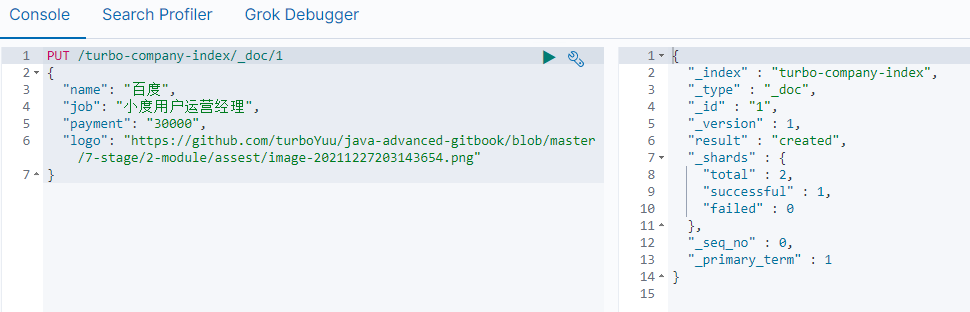 Console Search Profiler Grok Debugger
1 PUT /turbo-company-index/_doc/1
2 {
3 "name": "百度",
4 "job": "小度用户运营经理",
5 "payment": "30000",
6 "logo": "https://github.com/turboYuu/java-advanced-gitbook/blob/master
/7-stage/2-module/assest/image-20211227203143654.png"
7 }
1 {
2 "_index" : "turbo-company-index",
3 "_type" : "_doc",
4 "_id" : "1",
5 "_version" : 1,
6 "result" : "created",
7 "_shards" : {
8 "total" : 2,
9 "successful" : 1,
10 "failed" : 0
11 },
12 "_seq_no" : 0,
13 "_primary_term" : 1
14 }
15